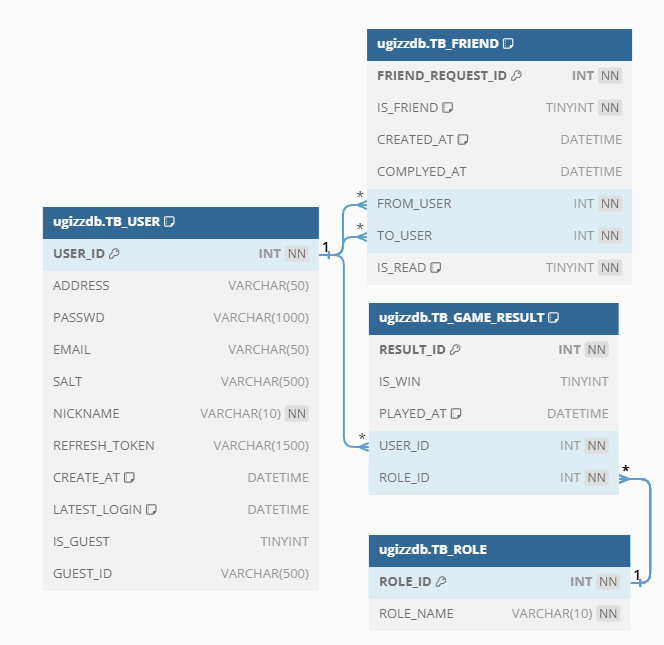 ugizzdb.TB_FRIEND
FRIEND_REQUEST_ID INT NN
IS_FRIEND TINYINT NN
CREATED_AT DATETIME
COMPLYED_AT DATETIME
* FROM_USER INT NN
* TO_USER INT NN
IS_READ TINYINT NN
ugizzdb.TB_USER
USER_ID INT NN 1
ADDRESS VARCHAR(50)
PASSWD VARCHAR(1000)
EMAIL VARCHAR(50)
SALT VARCHAR(500)
NICKNAME VARCHAR(10) NN
REFRESH_TOKEN VARCHAR(1500)
CREATE_AT DATETIME
LATEST_LOGIN DATETIME
IS_GUEST TINYINT
GUEST_ID VARCHAR(500)
ugizzdb.TB_GAME_RESULT
RESULT_ID INT NN
IS_WIN TINYINT
PLAYED_AT DATETIME
* USER_ID INT NN
ROLE_ID INT NN *
ugizzdb.TB_ROLE
ROLE_ID INT NN 1
ROLE_NAME VARCHAR(10) NN